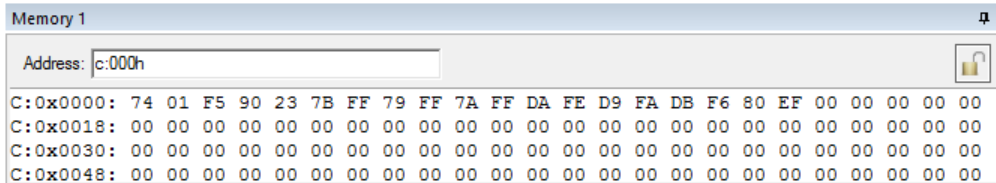 Memory 1
Address: c:000h
C:0x0000: 74 01 F5 90 23 7B FF 79 FF 7A FF DA FE D9 FA DB F6 80 EF 00 00 00 00 00
C:0x0018: 00 00 00 00 00 00 00 00 00 00 00 00 00 00 00 00 00 00 00 00 00 00 00 00
C:0x0030: 00 00 00 00 00 00 00 00 00 00 00 00 00 00 00 00 00 00 00 00 00 00 00 00
C:0x0048: 00 00 00 00 00 00 00 00 00 00 00 00 00 00 00 00 00 00 00 00 00 00 00 00